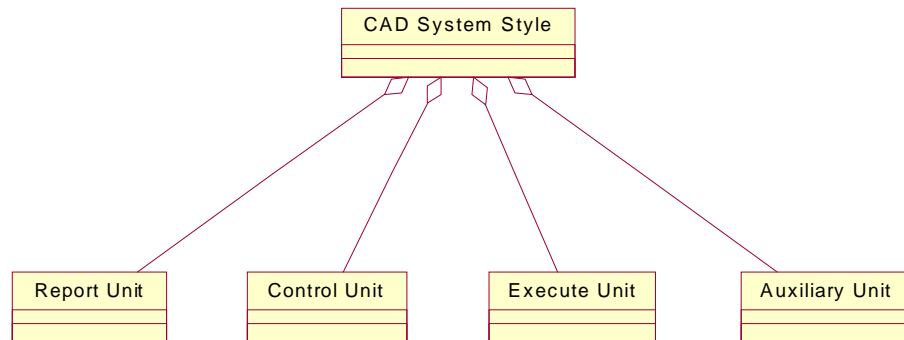 CAD System Style
Report Unit
Control Unit
Execute Unit
Auxiliary Unit